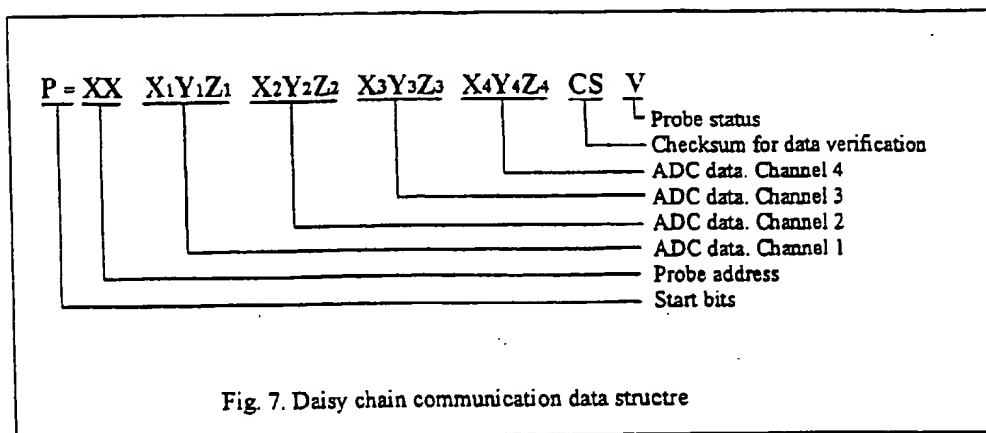 P = XX X1Y1Z1 X2Y2Z2 X3Y3Z3 X4Y4Z4 CS V
Probe status
Checksum for data verification
ADC data. Channel 4
ADC data. Channel 3
ADC data. Channel 2
ADC data. Channel 1
Probe address
Start bits
Fig. 7. Daisy chain communication data structre